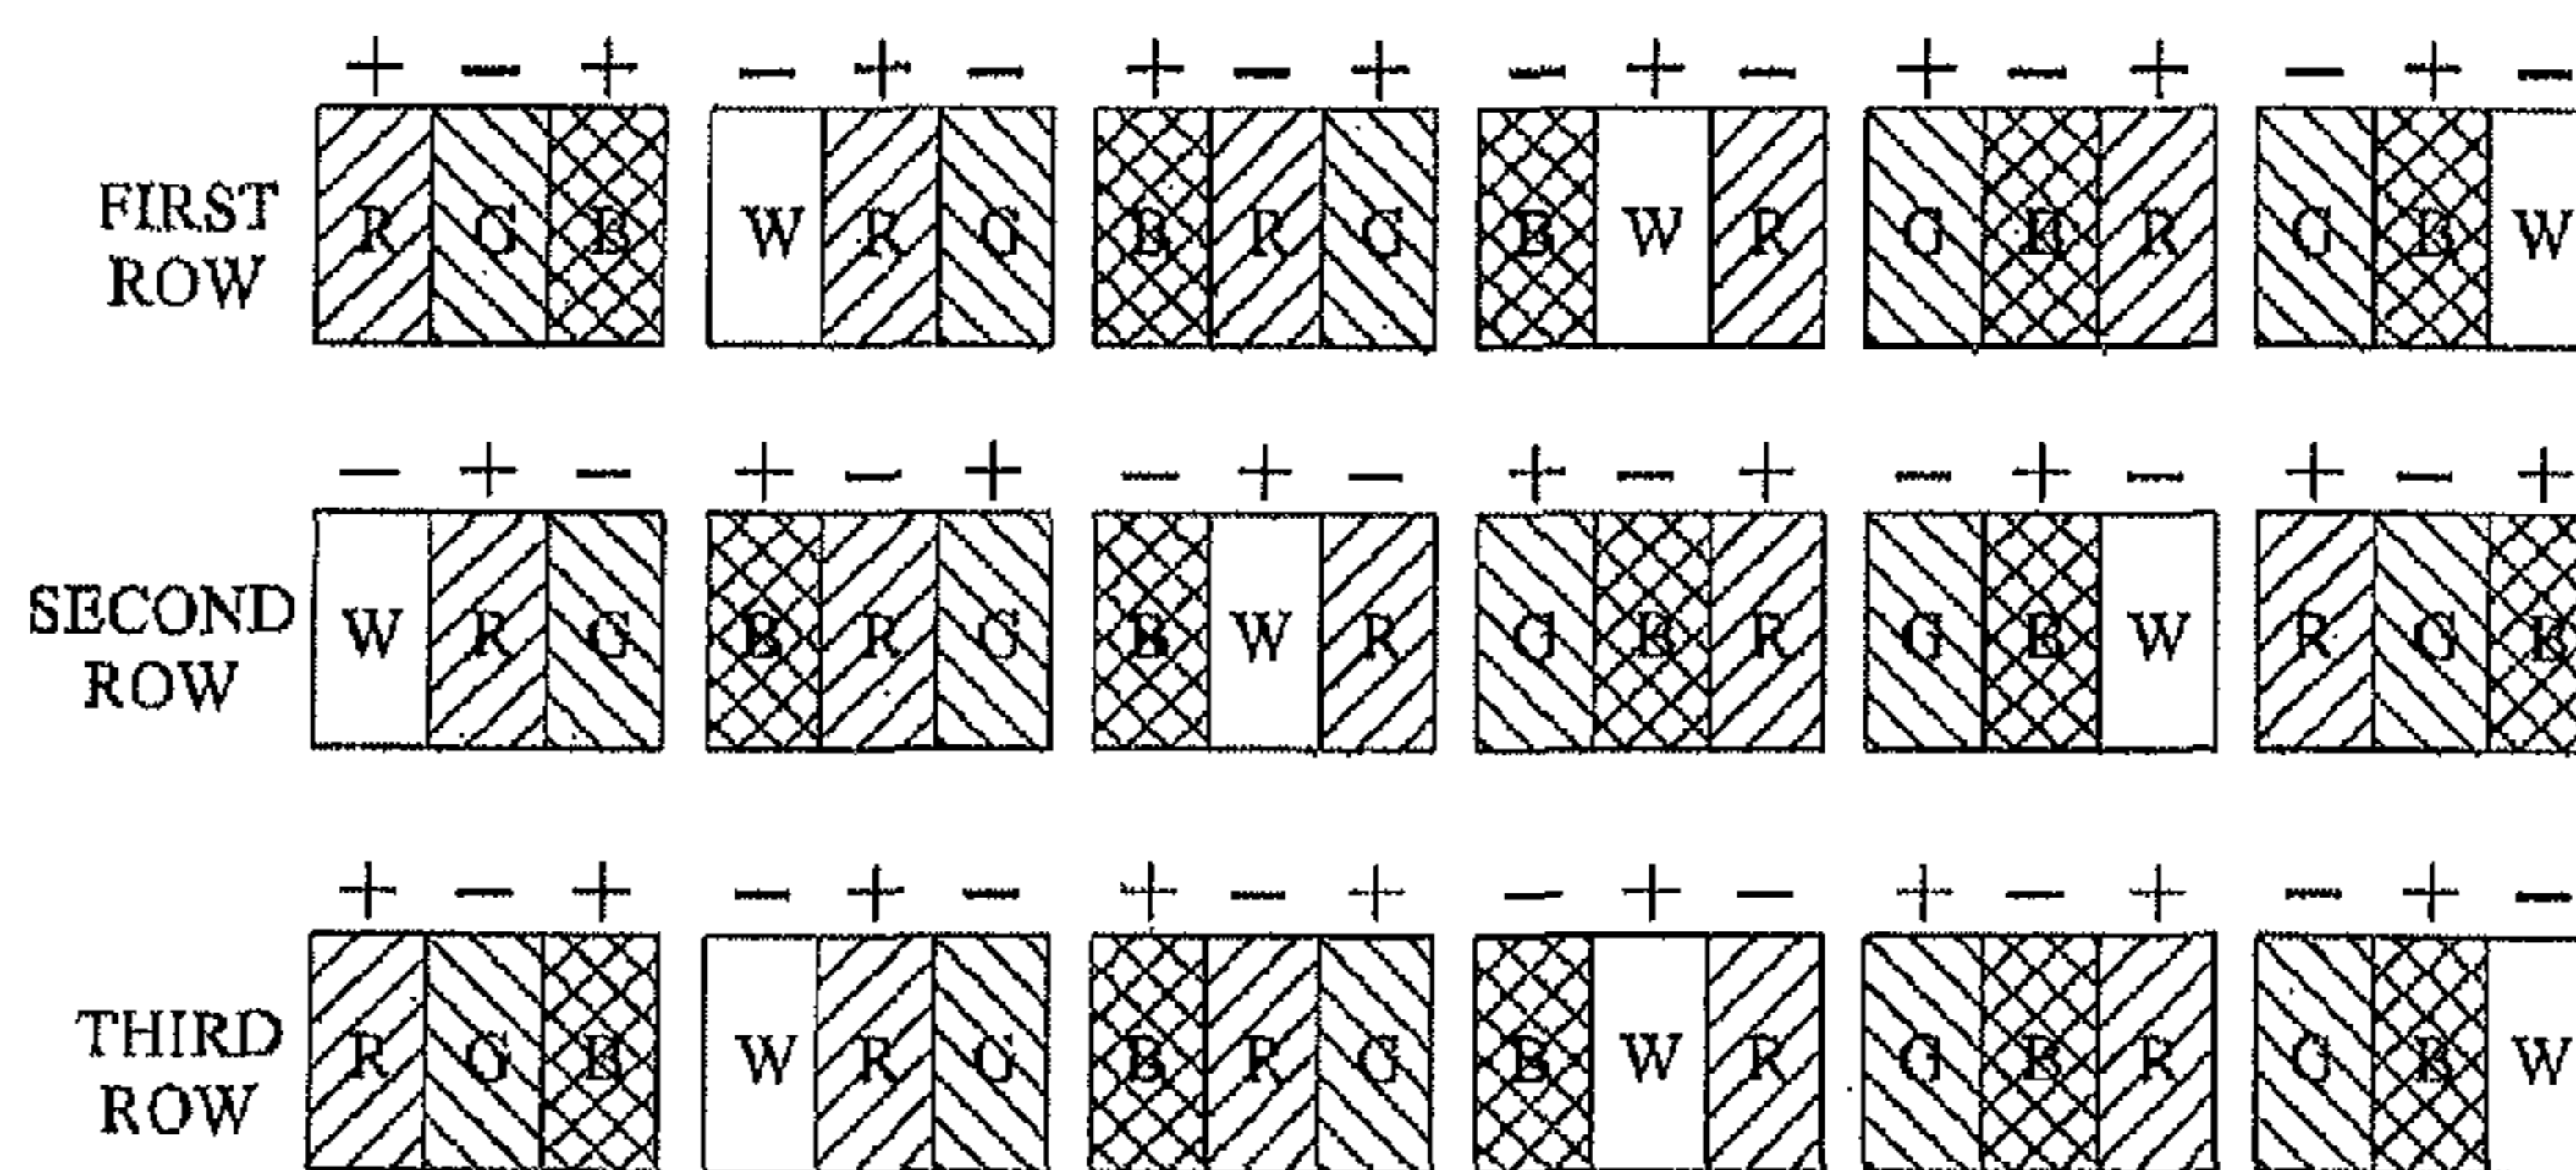 + − + − + − + − + − + − + − + − + −
FIRST ROW R G B W R G B R G B W R G B R G B W
− + − + − + − + − + − + − + − + − +
SECOND ROW W R G B R G B W R G B R G B W R G B
+ − + − + − + − + − + − + − + − + −
THIRD ROW R G B W R G B R G B W R G B R G B W